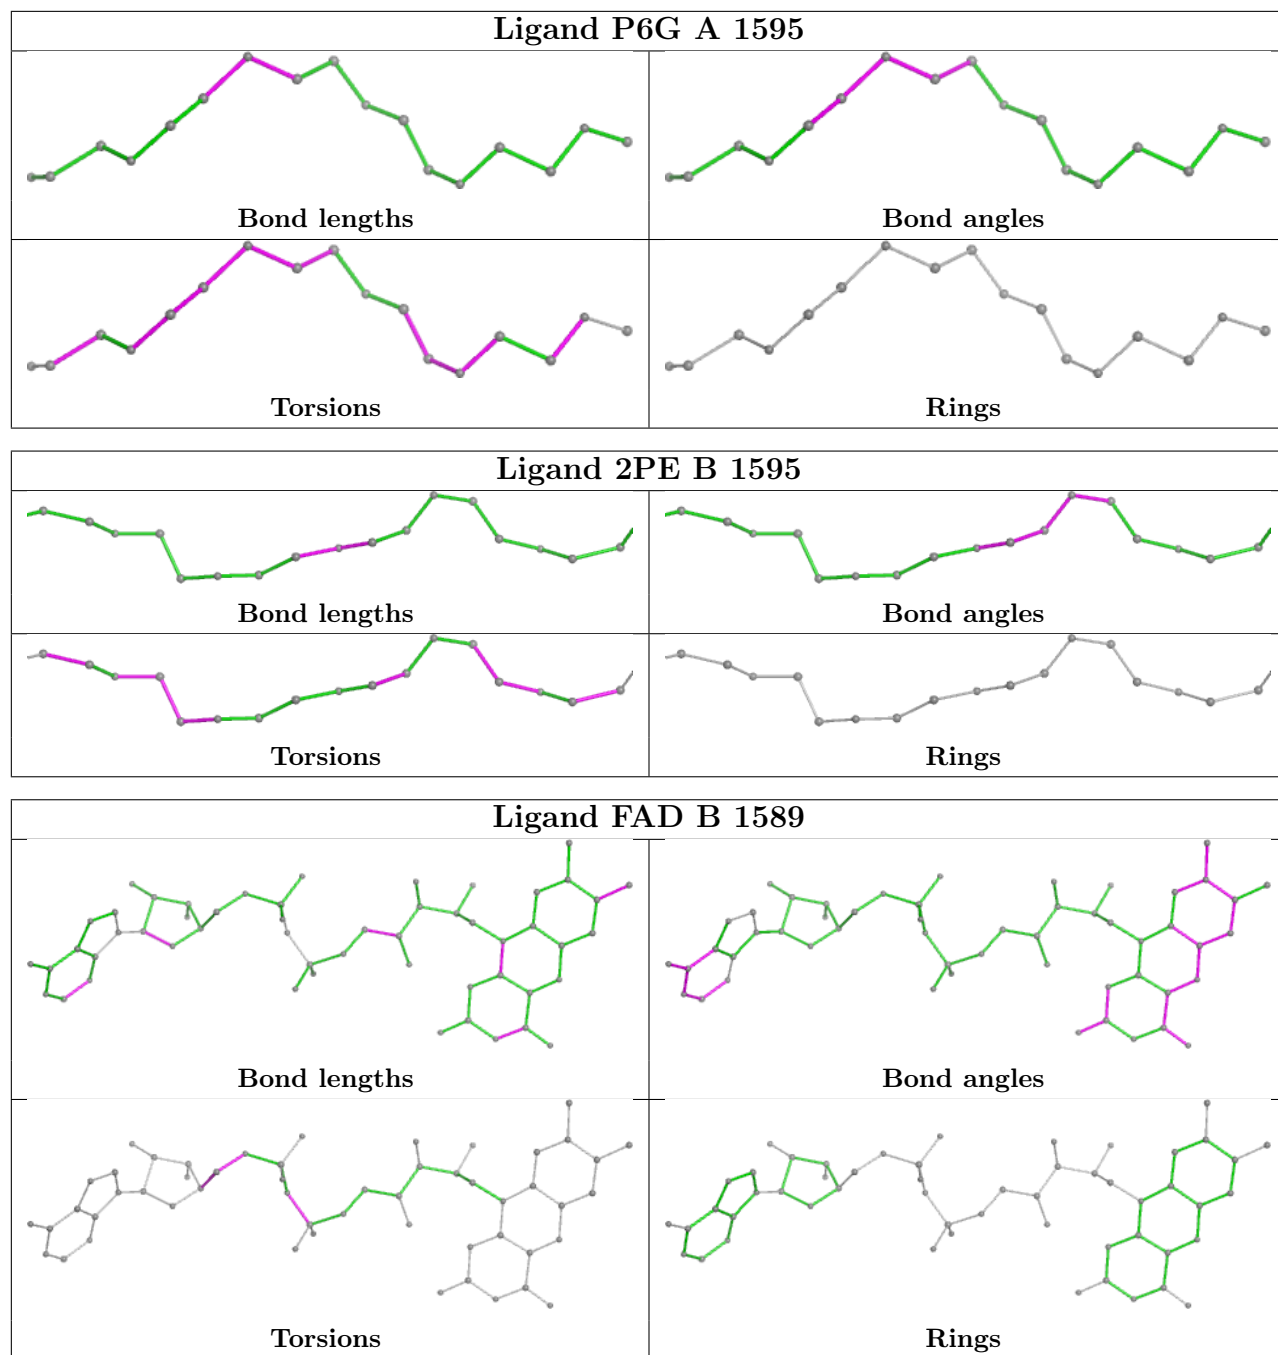 Ligand P6G A 1595
Bond lengths
Bond angles
Torsions
Rings
Ligand 2PE B 1595
Bond lengths
Bond angles
Torsions
Rings
Ligand FAD B 1589
Bond lengths
Bond angles
Torsions
Rings